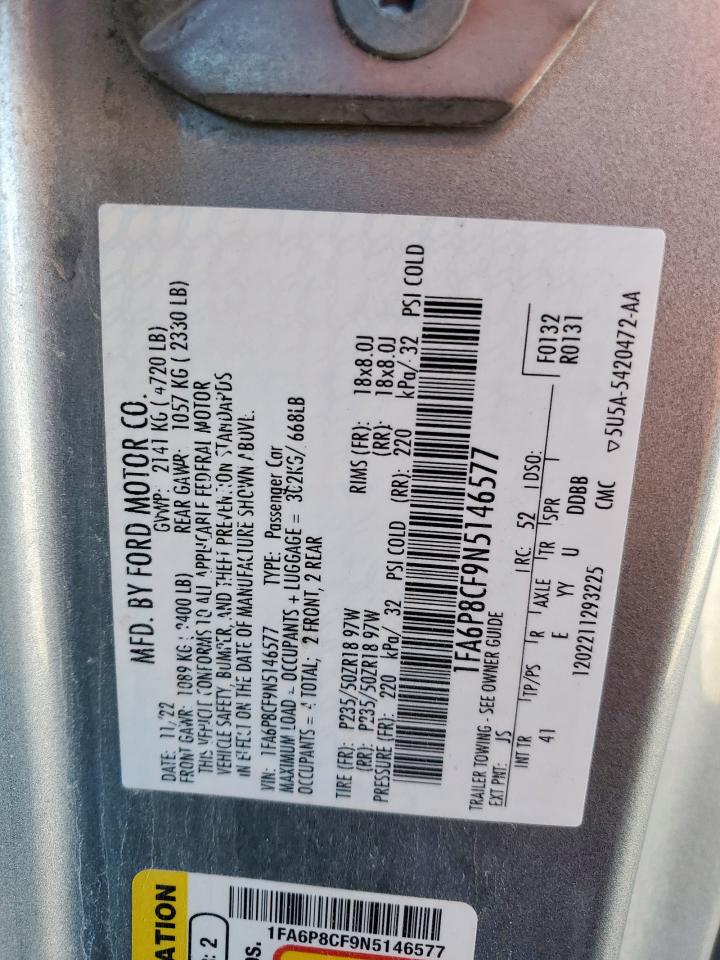 MFD. BY FORD MOTOR CO.
DATE: 11/22 GVWR: 2141 KG ( 4720 LB)
FRONT GAWR: 1089 KG ( 2400 LB) REAR GAWR: 1057 KG ( 2330 LB)
THIS VEHICLE CONFORMS TO ALL APPLICABLE FEDERAL MOTOR
VEHICLE SAFETY, BUMPER, AND THEFT PREVENTION STANDARDS
IN EFFECT ON THE DATE OF MANUFACTURE SHOWN ABOVE.
VIN: 1FA6P8CF9N5146577 TYPE: Passenger Car
MAXIMUM LOAD = OCCUPANTS + LUGGAGE = 302KG/ 668LB
OCCUPANTS = 4 TOTAL; 2 FRONT, 2 REAR
TIRE (FR): P235/50ZR18 97W RIMS (FR): 18x8.0J
(RR): P235/50ZR18 97W (RR): 18x8.0J
PRESSURE (FR): 220 kPa/ 32 PSI COLD (RR): 220 kPa/ 32 PSI COLD
1FA6P8CF9N5146577
TRAILER TOWING - SEE OWNER GUIDE
EXT PNT: JS RC: 52 DSO: F0132
INT TR TP/PS R AXLE TR SPR R0131
41 E YY U DDBB
1202211293225 CMC ▽5U5A-5420472-AA
ATION
: 2
os.
1FA6P8CF9N5146577